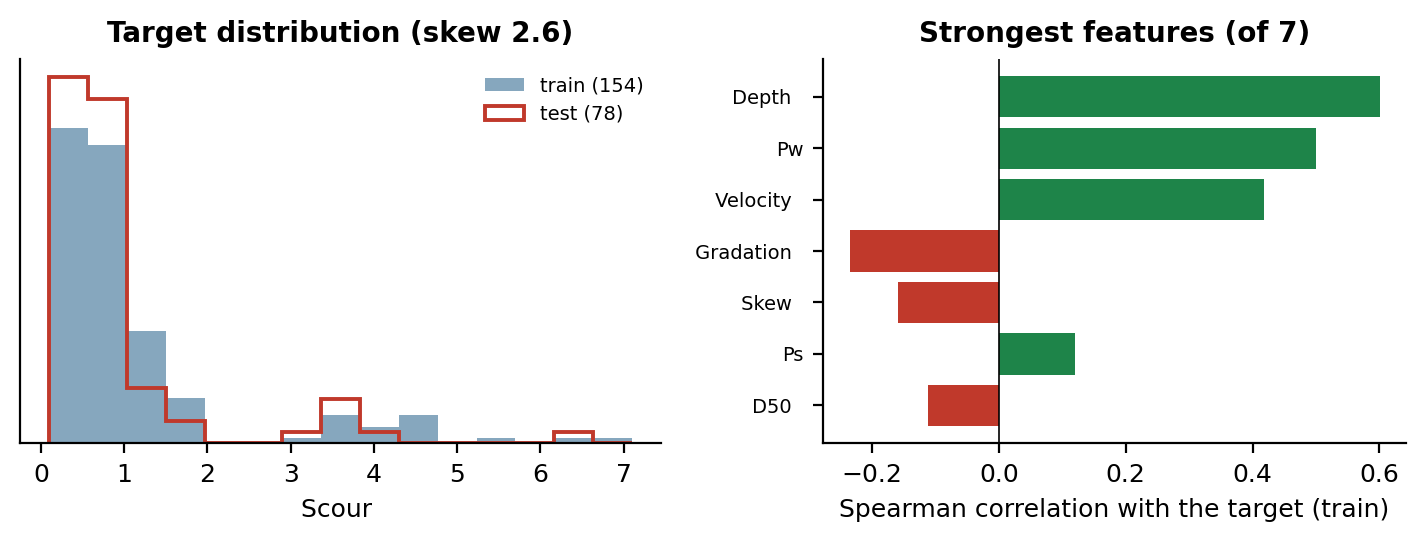 Target distribution (skew 2.6)
train (154)
test (78)
0 1 2 3 4 5 6 7
Scour
Strongest features (of 7)
Depth
Pw
Velocity
Gradation
Skew
Ps
D50
−0.2 0.0 0.2 0.4 0.6
Spearman correlation with the target (train)